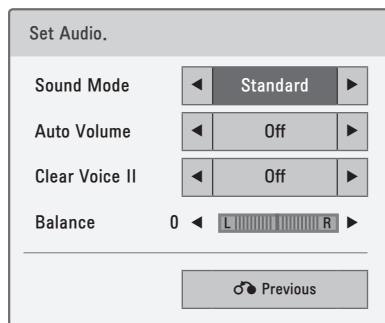 Set Audio.
Sound Mode ◄ Standard ►
Auto Volume ◄ Off ►
Clear Voice II ◄ Off ►
Balance 0 ◄ L R ►
Previous